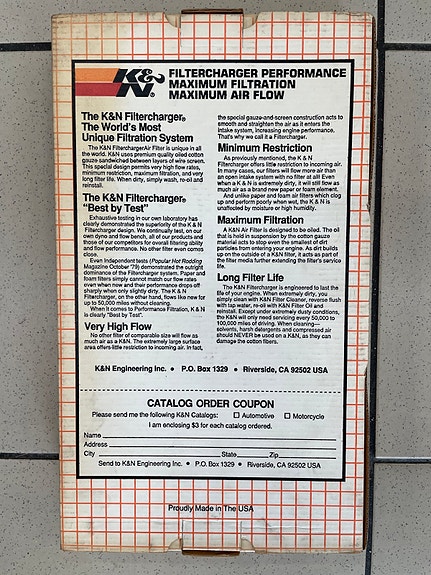 K&N®
FILTERCHARGER PERFORMANCE
MAXIMUM FILTRATION
MAXIMUM AIR FLOW
The K&N Filtercharger®
The World's Most
Unique Filtration System
The K&N FilterchargerAir Filter is unique in all
the world. K&N uses premium quality oiled cotton
gauze sandwiched between layers of wire screen.
This special design permits very high flow rates,
minimum restriction, maximum filtration, and very
long filter life. When dirty, simply wash, re-oil and
reinstall.
The K&N Filtercharger®
"Best by Test"
Exhaustive testing in our own laboratory has
clearly demonstrated the superiority of the K & N
Filtercharger design. We continually test, on our
own dyno and flow bench, all of our products and
those of our competitors for overall filtering ability
and flow performance. No other filter even comes
close.
Even Independent tests (Popular Hot Rodding
Magazine October '79) demonstrated the outright
dominance of the Filtercharger system. Paper and
foam filters simply cannot touch our flow rates
even when new and their performance drops off
sharply when only slightly dirty. The K & N
Filtercharger, on the other hand, flows like new for
up to 50,000 miles without cleaning.
When it comes to Performance Filtration, K & N
is clearly "Best by Test".
Very High Flow
No other filter of comparable size will flow as
much air as a K&N. The extremely large surface
area offers little restriction to incoming air. In fact,
the special gauze-and-screen construction acts to
smooth and straighten the air as it enters the
intake system, increasing engine performance.
That's why we call it a Filtercharger.
Minimum Restriction
As previously mentioned, the K & N
Filtercharger offers little restriction to incoming air.
In many cases, our filters will flow more air than
an open intake system with no filter at all! Even
when a K & N is extremely dirty, it will still flow as
much air as a brand new paper or foam element.
And unlike paper and foam air filters which clog
up and perform poorly when wet, the K & N is
unaffected by moisture or high humidity.
Maximum Filtration
A K&N Air Filter is designed to be oiled. The oil
that is held in suspension by the cotton gauze
material acts to stop even the smallest of dirt
particles from entering your engine. As dirt builds
up on the outside of a K&N filter, it acts as part of
the filter media further extending the filter's service
life.
Long Filter Life
The K&N Filtercharger is engineered to last the
life of your engine. When extremely dirty, you
simply clean with K&N Filter Cleaner, reverse flush
with tap water, re-oil with K&N Filter Oil and
reinstall. Except under extremely dusty conditions,
the K&N will only need servicing every 50,000 to
100,000 miles of driving. When cleaning—
solvents, harsh detergents and compressed air
should NEVER be used on a K&N, as they can
damage the cotton fibers.
K&N Engineering Inc. • P.O. Box 1329 • Riverside, CA 92502 USA
CATALOG ORDER COUPON
Please send me the following K&N Catalogs: □ Automotive □ Motorcycle
I am enclosing $3 for each catalog ordered.
Name
Address
City State Zip
Send to K&N Engineering Inc. • P.O. Box 1329 • Riverside, CA 92502 USA
Proudly Made in The USA